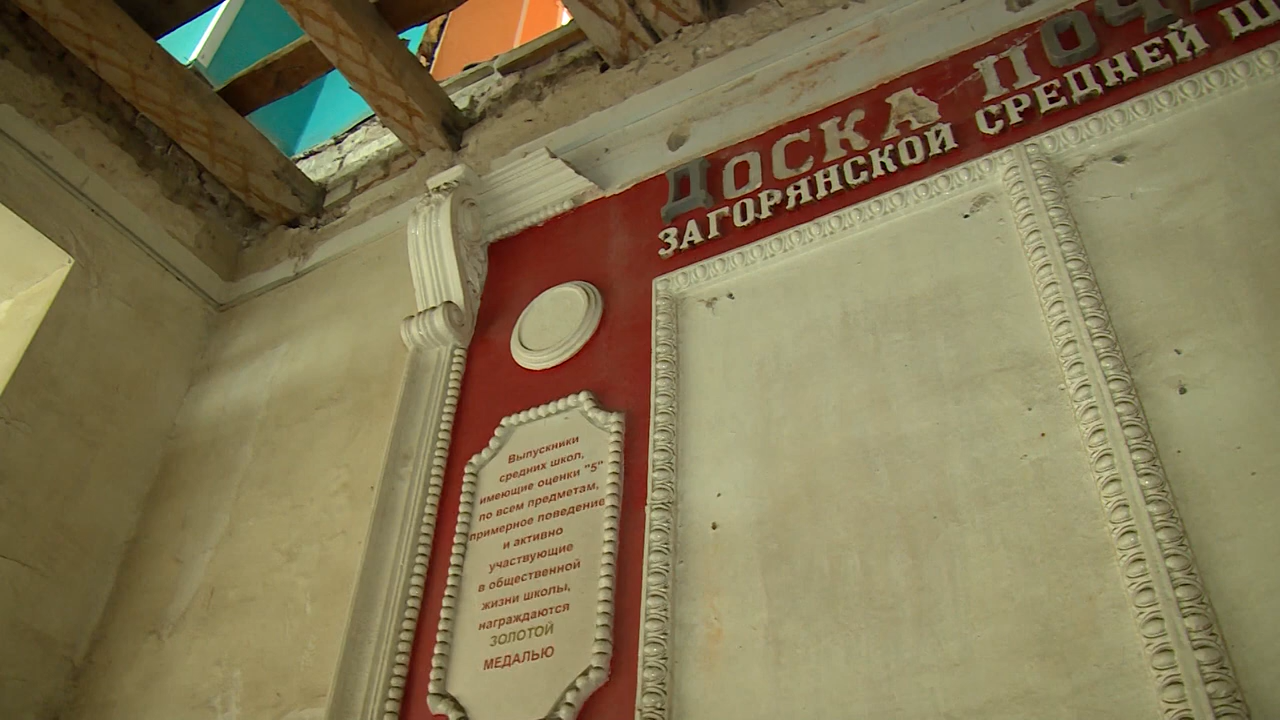 ДОСКА
ЗАГОРЯНСКОЙ СРЕДНЕЙ
Выпускники
средних школ,
имеющие оценки "5"
по всем предметам,
примерное поведение
и активно
участвующие
в общественной
жизни школы,
награждаются
ЗОЛОТОЙ
МЕДАЛЬЮ